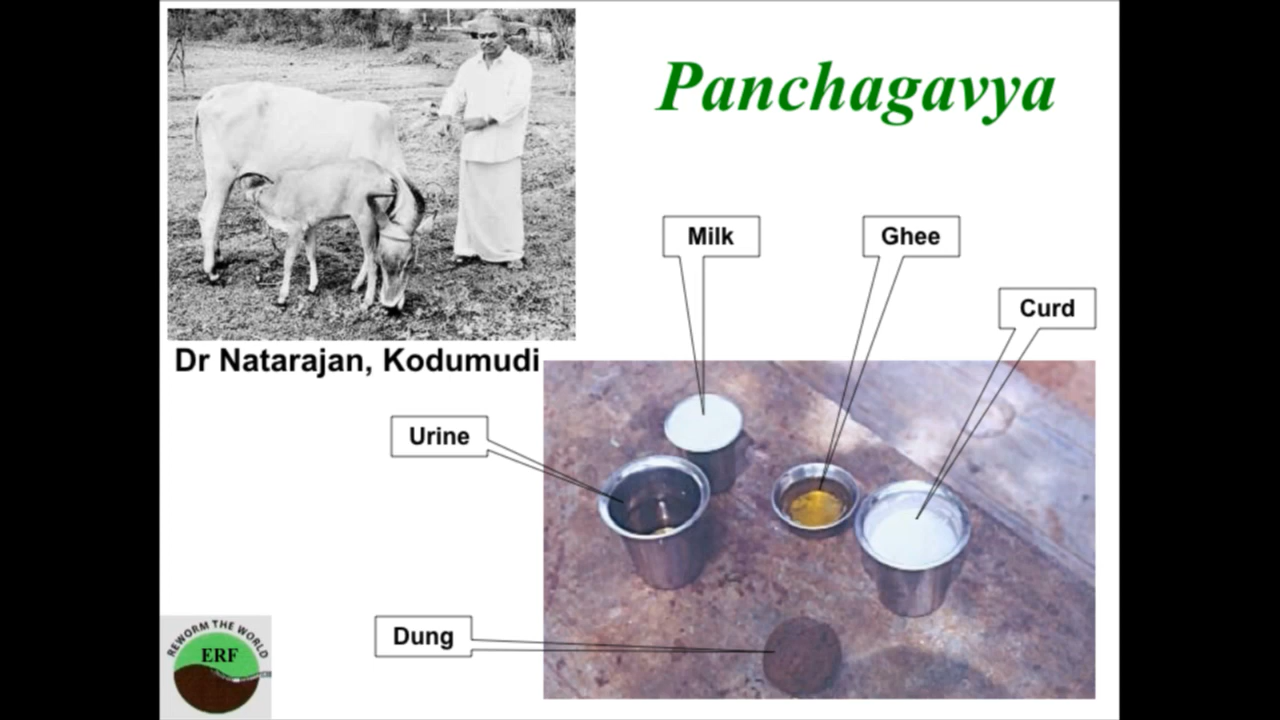 Panchagavya
Milk
Ghee
Curd
Dr Natarajan, Kodumudi
Urine
Dung
REWORM THE WORLD
ERF